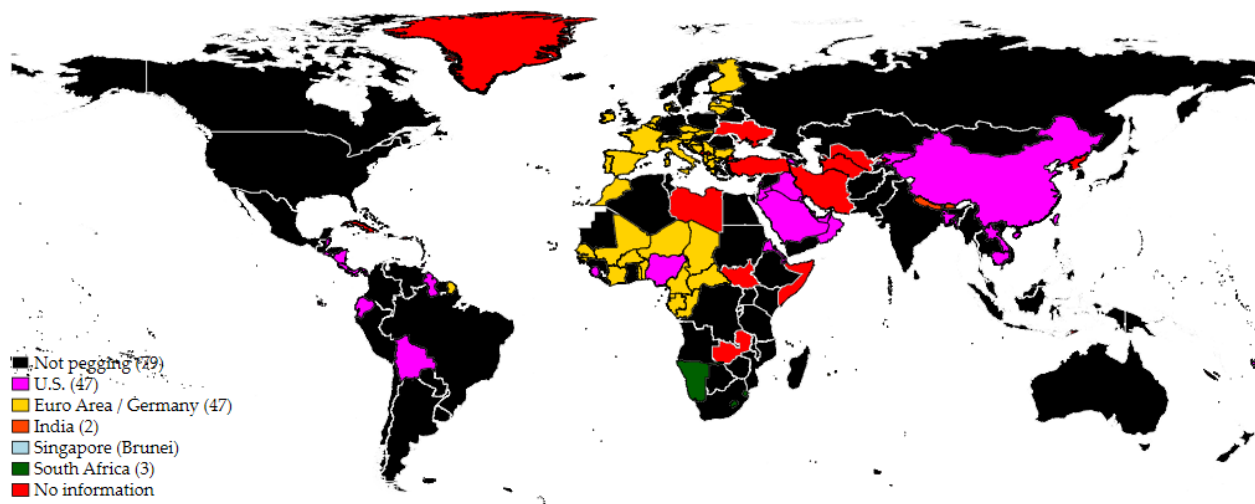 Not pegging (79)
U.S. (47)
Euro Area / Germany (47)
India (2)
Singapore (Brunei)
South Africa (3)
No information